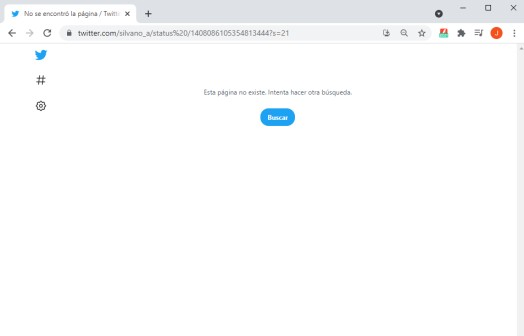 No se encontró la página / Twitte
twitter.com/silvano_a/status%20/1408086105354813444?s=21
J
Esta página no existe. Intenta hacer otra búsqueda.
Buscar